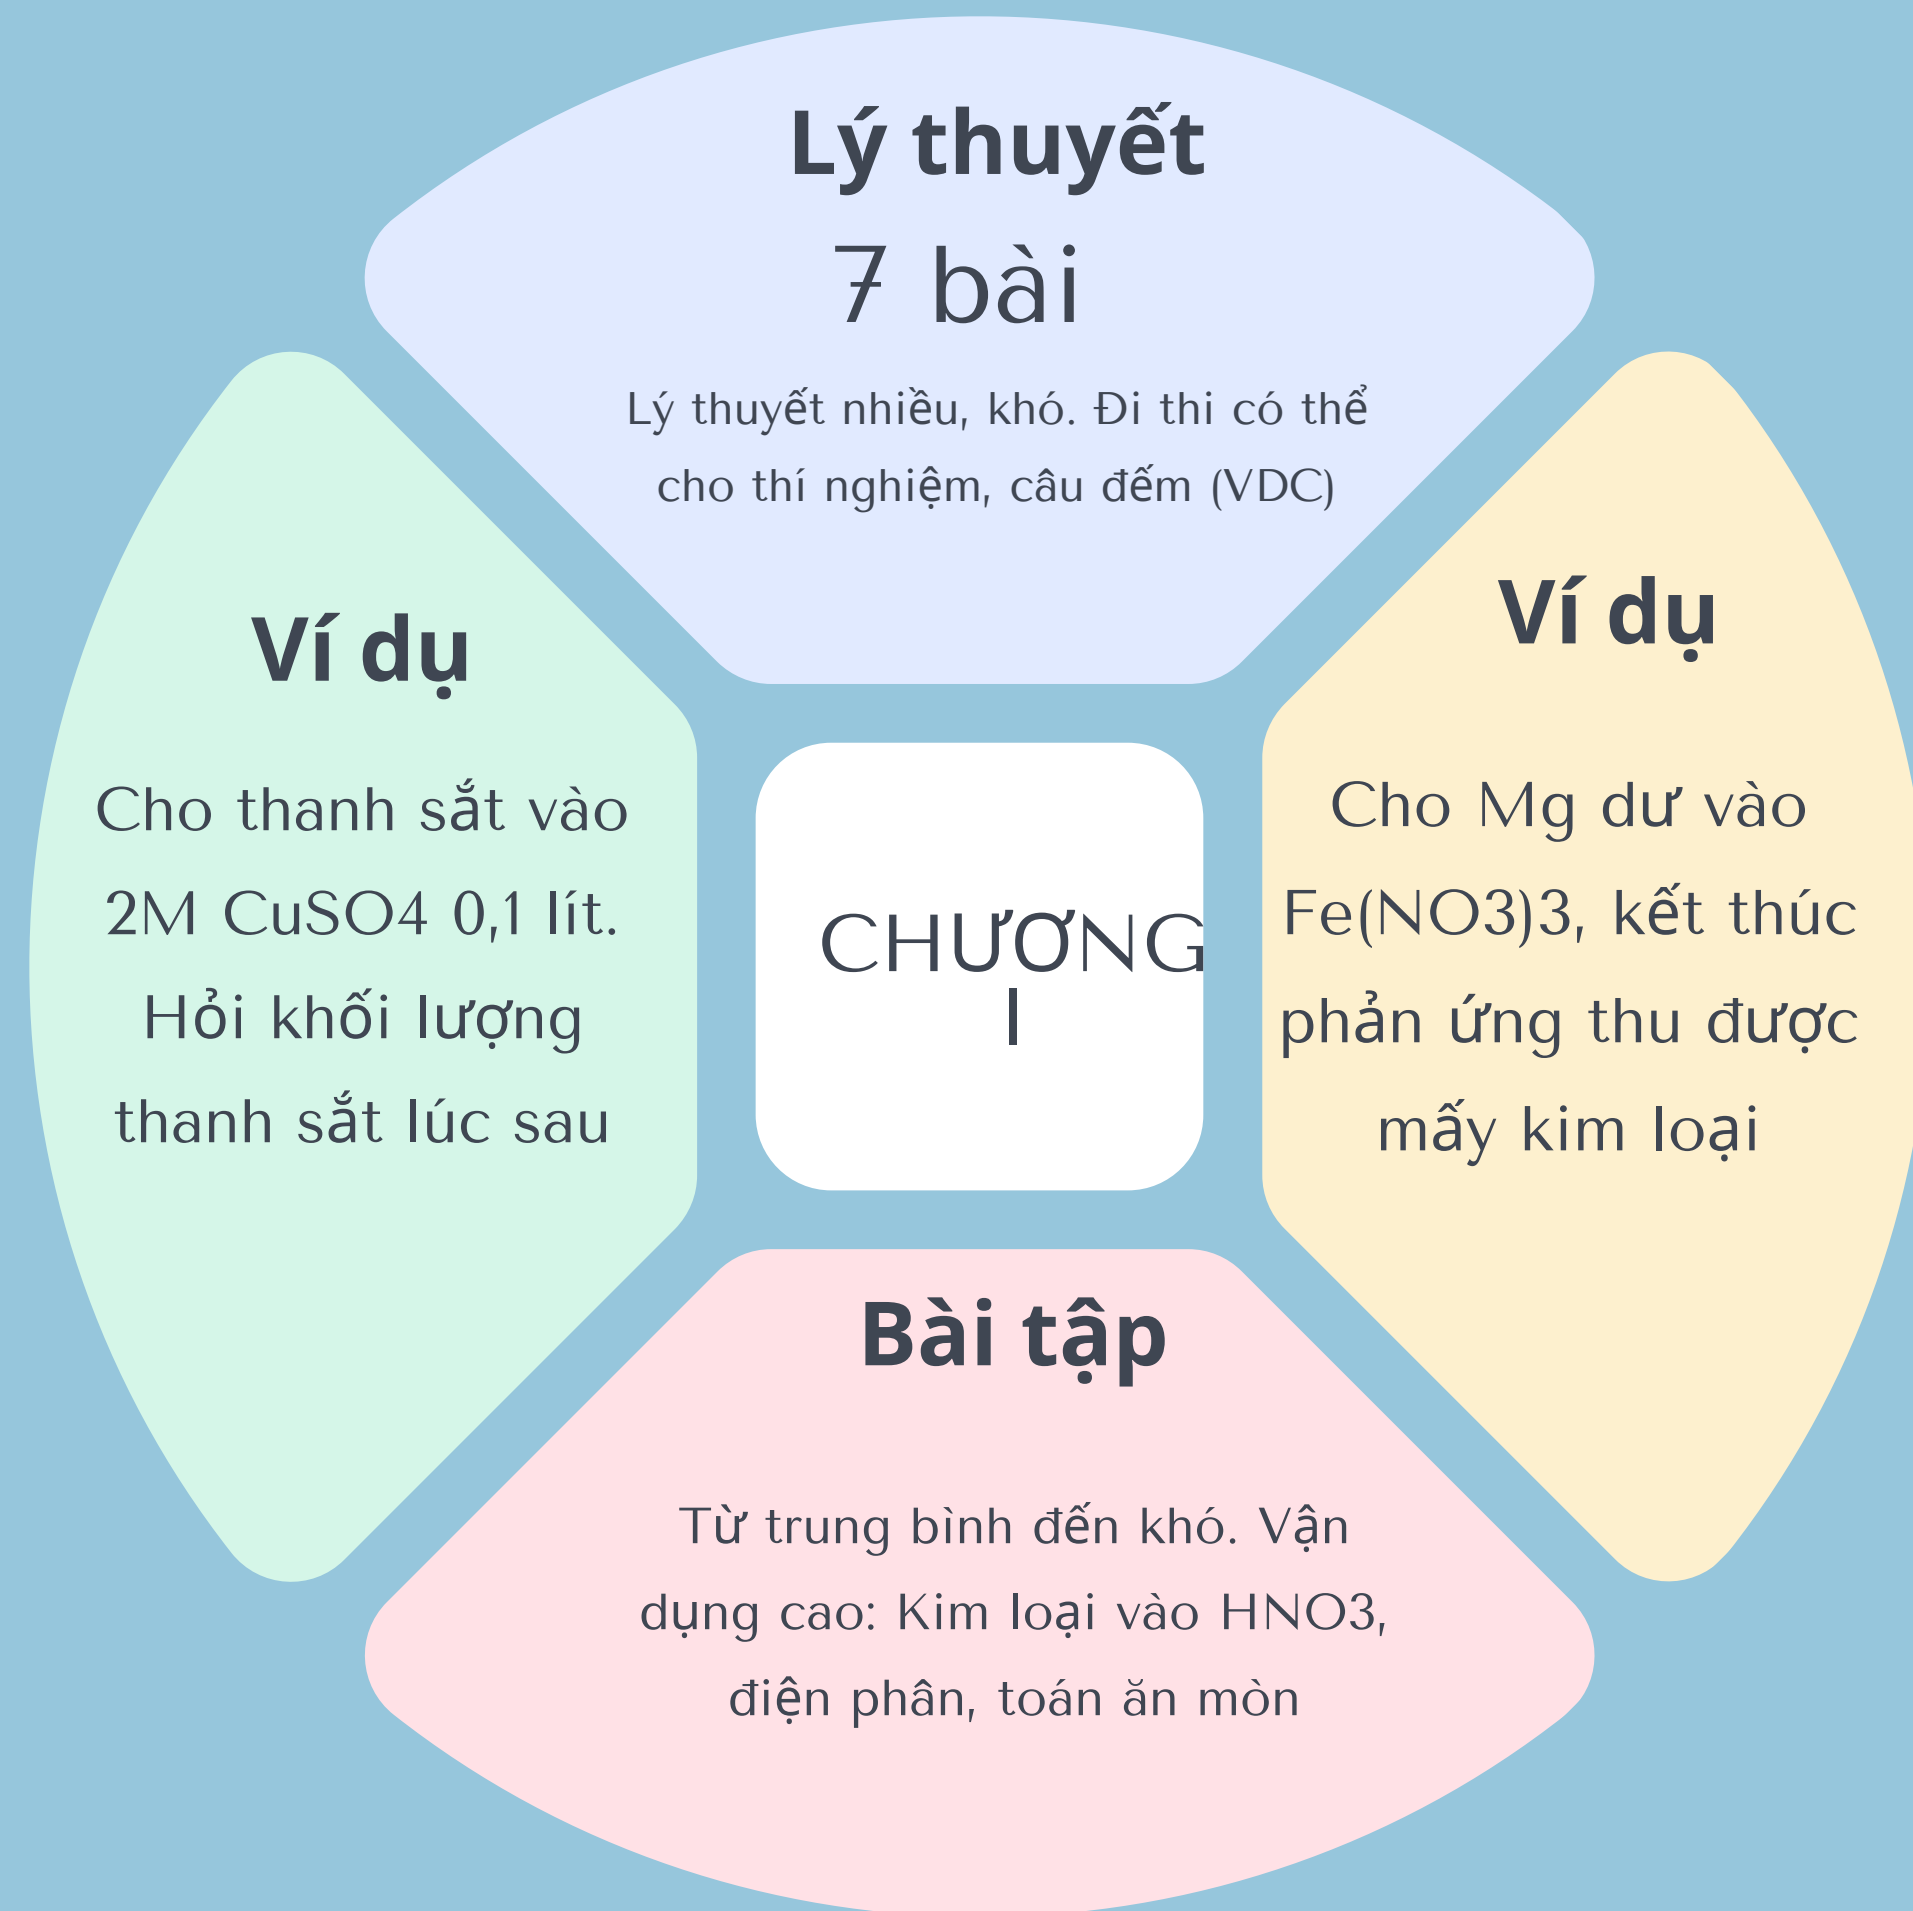 Lý thuyết
7 bài
Lý thuyết nhiều, khó. Đi thi có thể
cho thí nghiệm, câu đếm (VDC)
Ví dụ
Cho thanh sắt vào
2M CuSO4 0,1 lít.
Hỏi khối lượng
thanh sắt lúc sau
CHƯƠNG
I
Ví dụ
Cho Mg dư vào
Fe(NO3)3, kết thúc
phản ứng thu được
mấy kim loại
Bài tập
Từ trung bình đến khó. Vận
dụng cao: Kim loại vào HNO3,
điện phân, toán ăn mòn